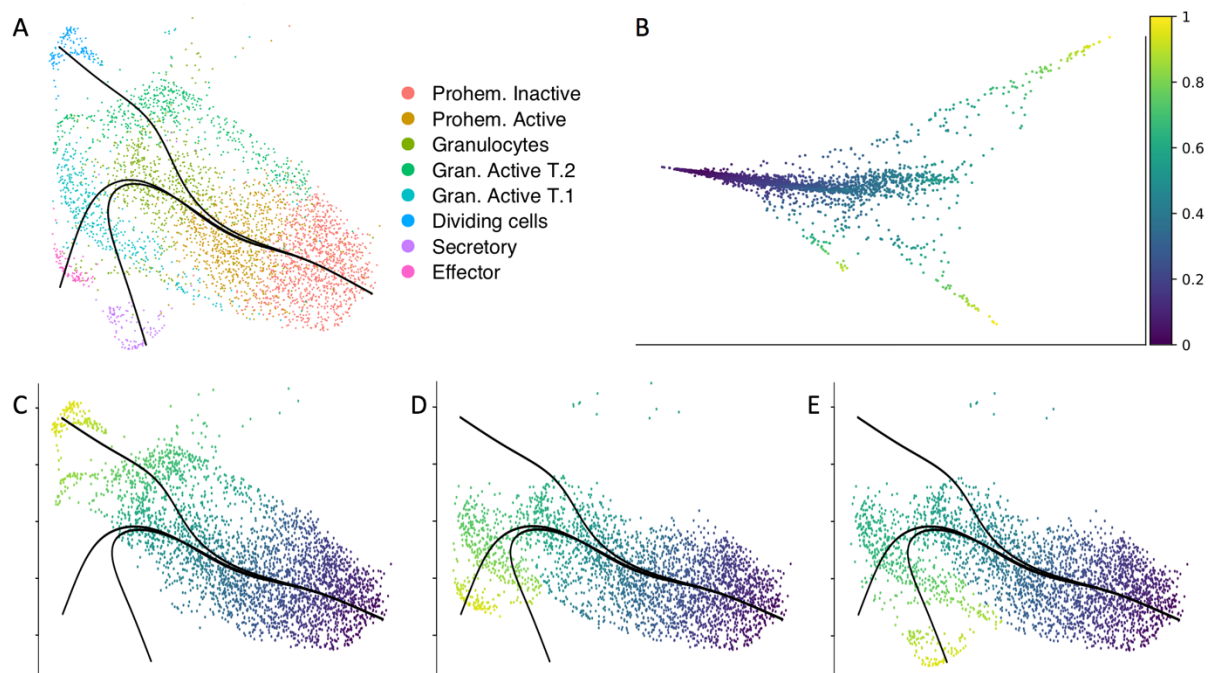 A
Prohem. Inactive
Prohem. Active
Granulocytes
Gran. Active T.2
Gran. Active T.1
Dividing cells
Secretory
Effector
B
1
0.8
0.6
0.4
0.2
0
C
D
E